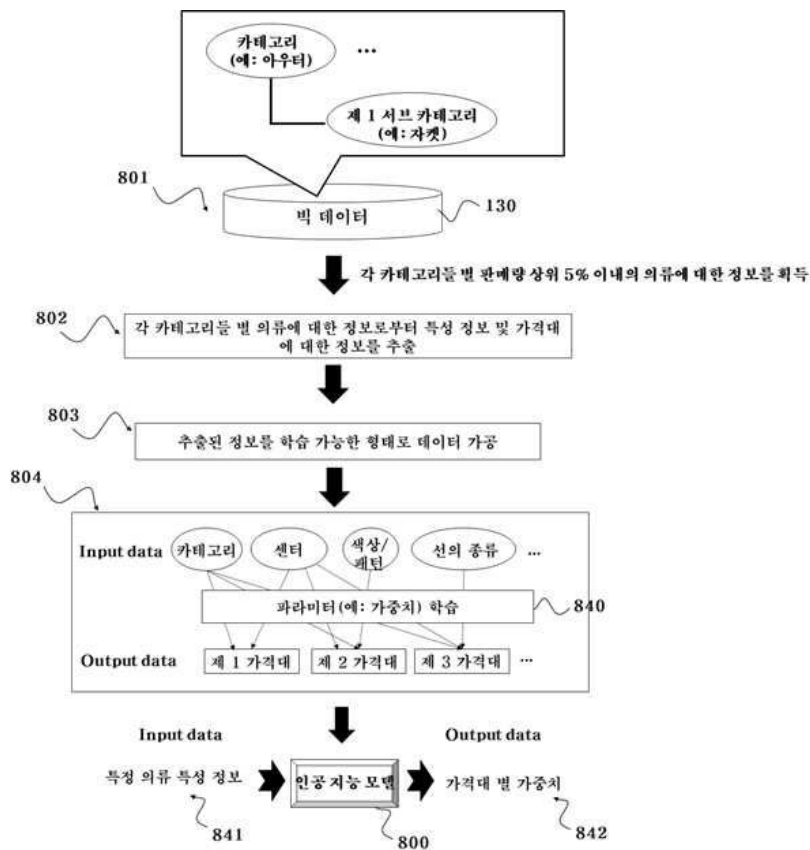 카테고리
(예: 아우터)
...
제 1 서브 카테고리
(예: 자켓)
801
빅 데이터
130
각 카테고리들 별 판매량 상위 5% 이내의 의류에 대한 정보를 획득
802
각 카테고리들 별 의류에 대한 정보로부터 특성 정보 및 가격대
에 대한 정보를 추출
803
추출된 정보를 학습 가능한 형태로 데이터 가공
804
Input data
카테고리
센터
색상/
패턴
선의 종류
...
파라미터(예: 가중치) 학습
840
Output data
제 1 가격대
제 2 가격대
제 3 가격대
...
Input data
Output data
특정 의류 특성 정보
인공 지능 모델
가격대 별 가중치
841
800
842